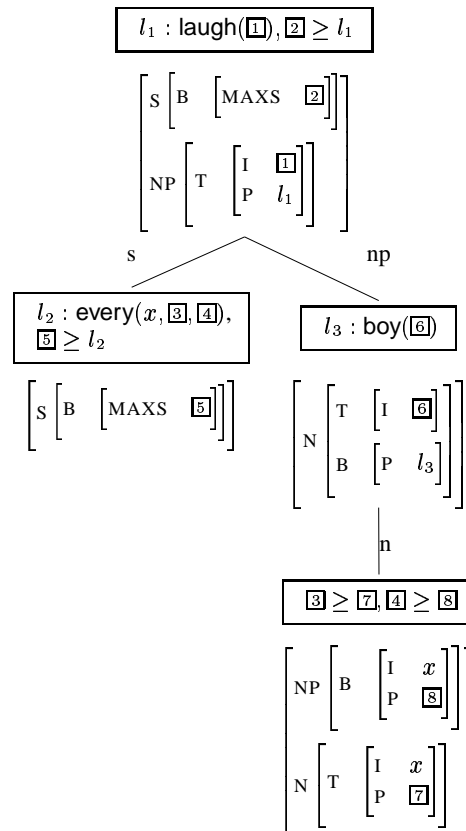 l₁ : laugh(1), 2 ≥ l₁
S B MAXS 2
NP T I 1
P l₁
s np
l₂ : every(x, 3, 4),
5 ≥ l₂
l₃ : boy(6)
S B MAXS 5
N T I 6
B P l₃
n
3 ≥ 7, 4 ≥ 8
NP B I x
P 8
N T I x
P 7